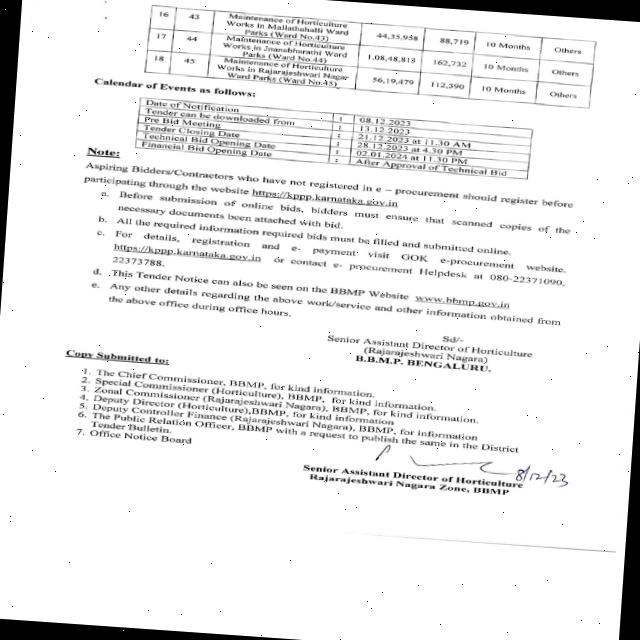 16 43 Maintenance of Horticulture Works in Mallathahalli Ward Parks (Ward No.43) 44,35,958 88,719 10 Months Others
17 44 Maintenance of Horticulture Works in Jnanabharathi Ward Parks (Ward No.44) 1,08,48,813 162,732 10 Months Others
18 45 Maintenance of Horticulture Works in Rajarajeshwari Nagar Ward Parks (Ward No.45) 56,19,479 112,390 10 Months Others
Calendar of Events as follows:
Date of Notification : 08.12.2023
Tender can be downloaded from : 13.12.2023
Pre Bid Meeting : 21.12.2023 at 11.30 AM
Tender Closing Date : 28.12.2023 at 4.30 PM
Technical Bid Opening Date : 02.01.2024 at 11.30 PM
Financial Bid Opening Date : After Approval of Technical Bid
Note:
Aspiring Bidders/Contractors who have not registered in e – procurement should register before
participating through the website https://kppp.karnataka.gov.in
a. Before submission of online bids, bidders must ensure that scanned copies of the
necessary documents been attached with bid.
b. All the required information required bids must be filled and submitted online.
c. For details, registration and e- payment visit GOK e-procurement website.
https://kppp.karnataka.gov.in or contact e- procurement Helpdesk at 080-22371090,
22373788.
d. This Tender Notice can also be seen on the BBMP Website www.bbmp.gov.in
e. Any other details regarding the above work/service and other information obtained from
the above office during office hours.
Sd/-
Senior Assistant Director of Horticulture
(Rajarajeshwari Nagara)
B.B.M.P. BENGALURU.
Copy Submitted to:
1. The Chief Commissioner, BBMP, for kind information.
2. Special Commissioner (Horticulture), BBMP, for kind information.
3. Zonal Commissioner (Rajarajeshwari Nagara), BBMP, for kind information.
4. Deputy Director (Horticulture),BBMP, for kind information
5. Deputy Controller Finance (Rajarajeshwari Nagara), BBMP, for information
6. The Public Relation Officer, BBMP with a request to publish the same in the District
Tender Bulletin.
7. Office Notice Board
8/12/23
Senior Assistant Director of Horticulture
Rajarajeshwari Nagara Zone, BBMP